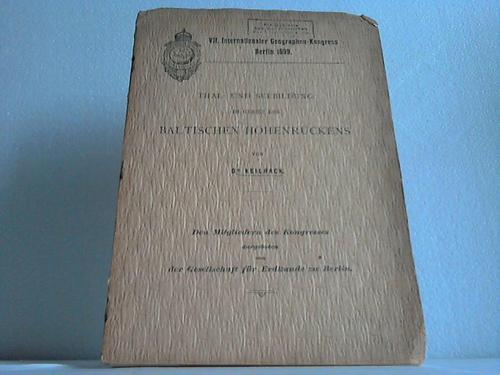 VII. Internationaler Geographen-Kongress
Berlin 1899.
THAL- UND SEEBILDUNG
IM GEBIET DES
BALTISCHEN HÖHENRÜCKENS
VON
DR KEILHACK.
Den Mitgliedern des Kongresses
dargeboten
von
der Gesellschaft für Erdkunde zu Berlin.